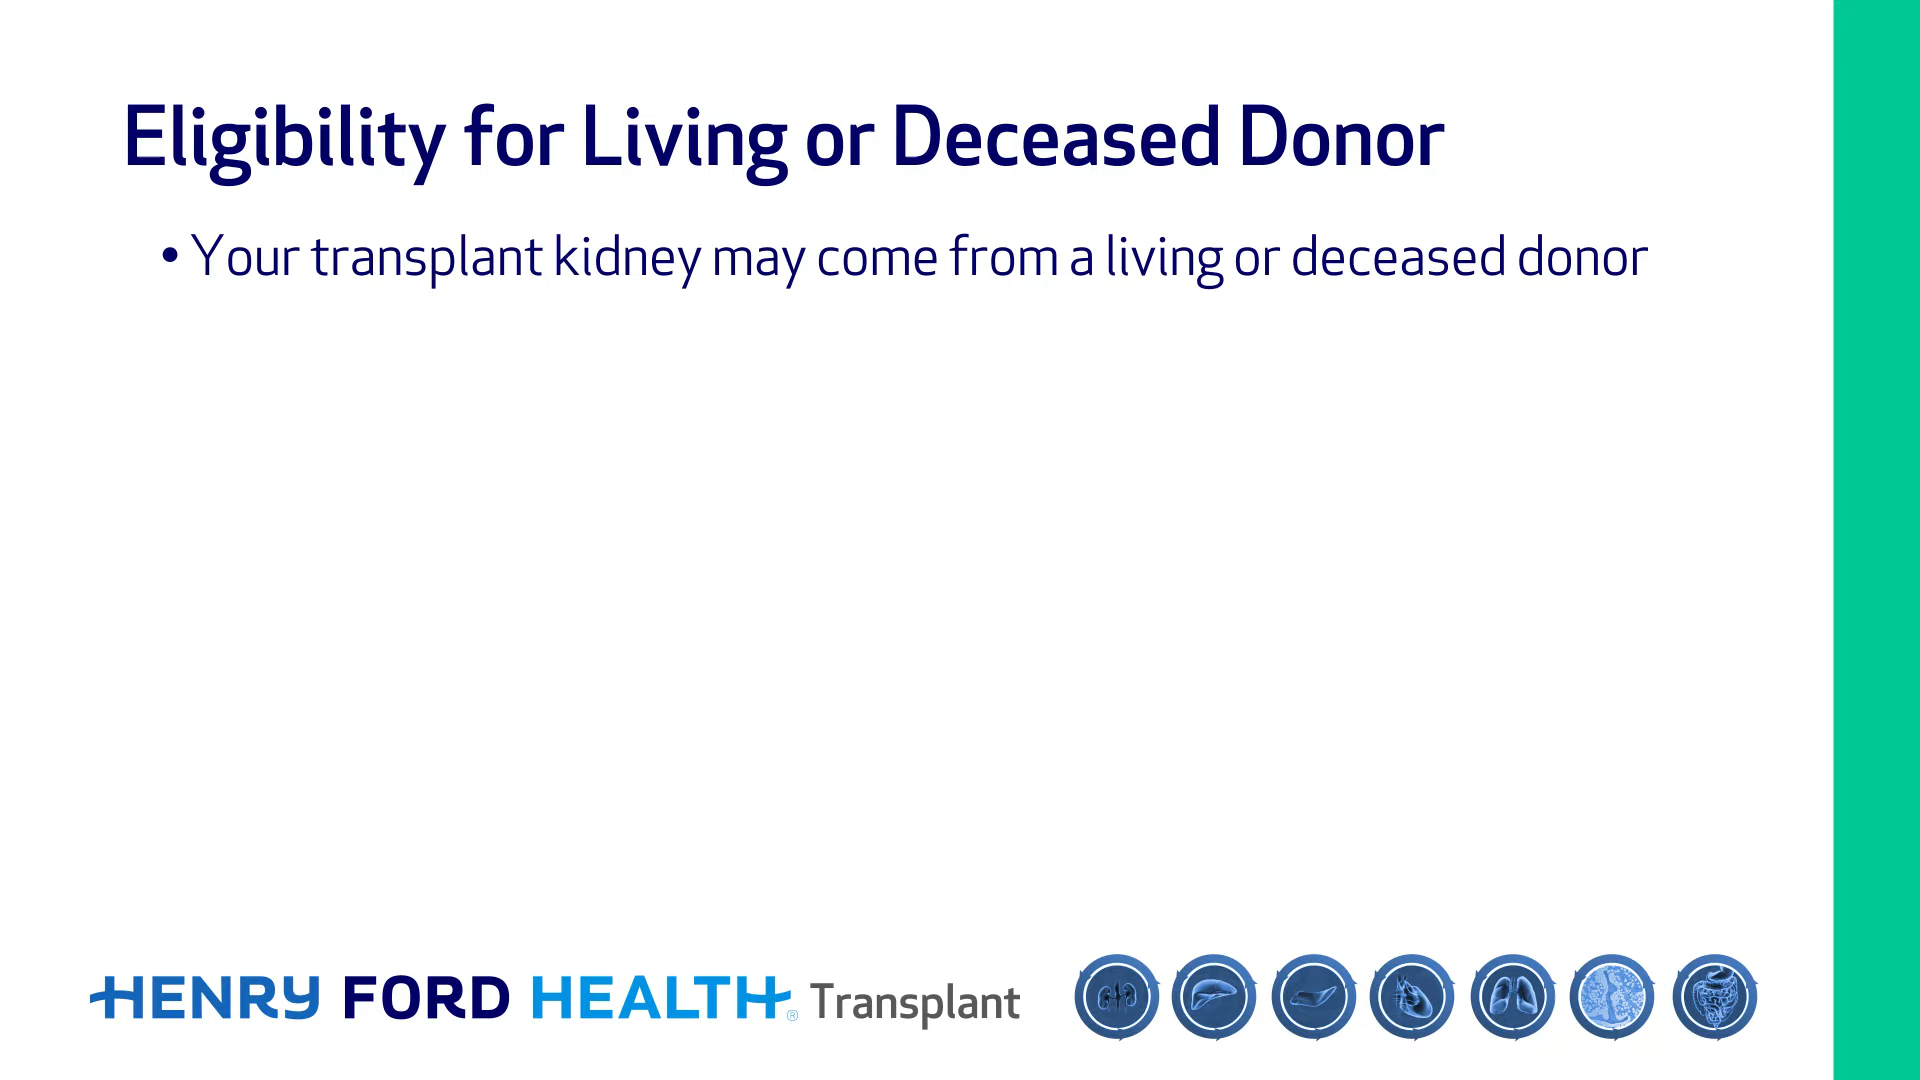 Eligibility for Living or Deceased Donor
• Your transplant kidney may come from a living or deceased donor
HENRY FORD HEALTH® Transplant